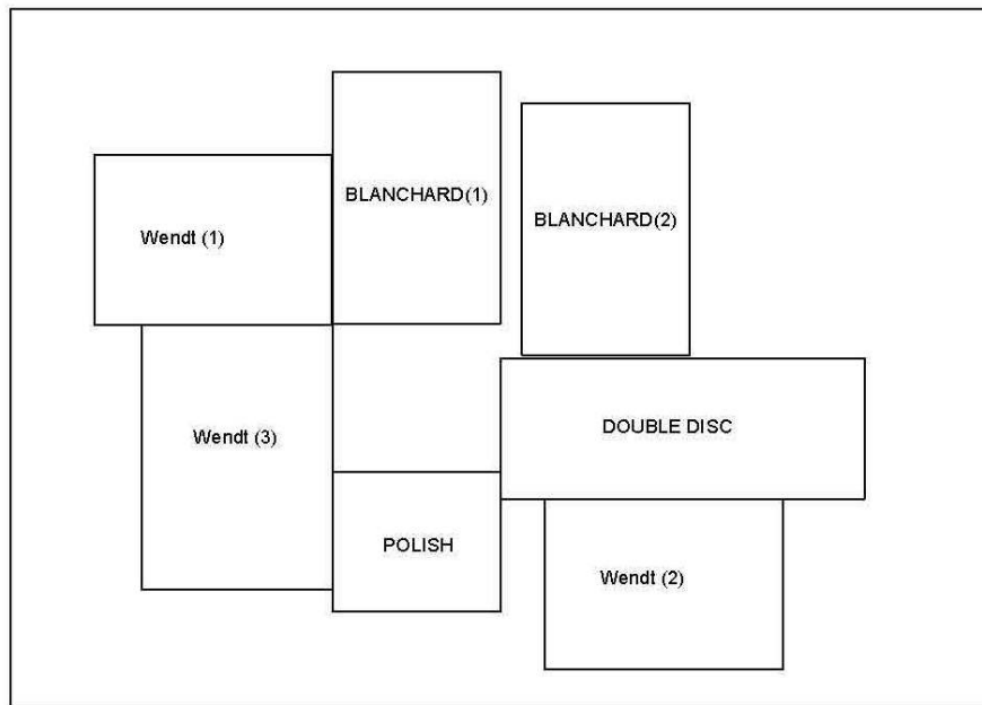 BLANCHARD(1)
BLANCHARD(2)
Wendt (1)
DOUBLE DISC
Wendt (3)
POLISH
Wendt (2)